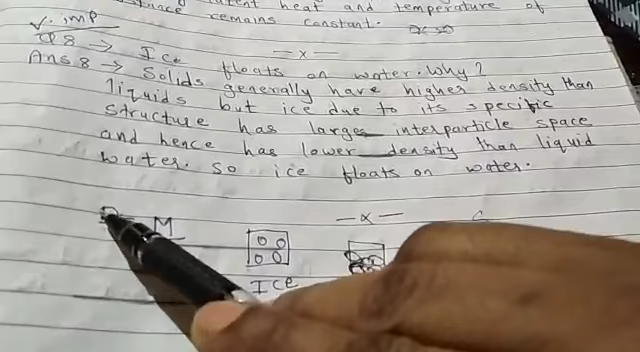 latent heat and temperature of
remains constant.
V. imp
Q8 → Ice floats on water. Why?
Ans 8 → Solids generally have higher density than
liquids but ice due to its specific
structure has large interparticle space
and hence has lower density than liquid
water. So ice floats on water.
M
Ice